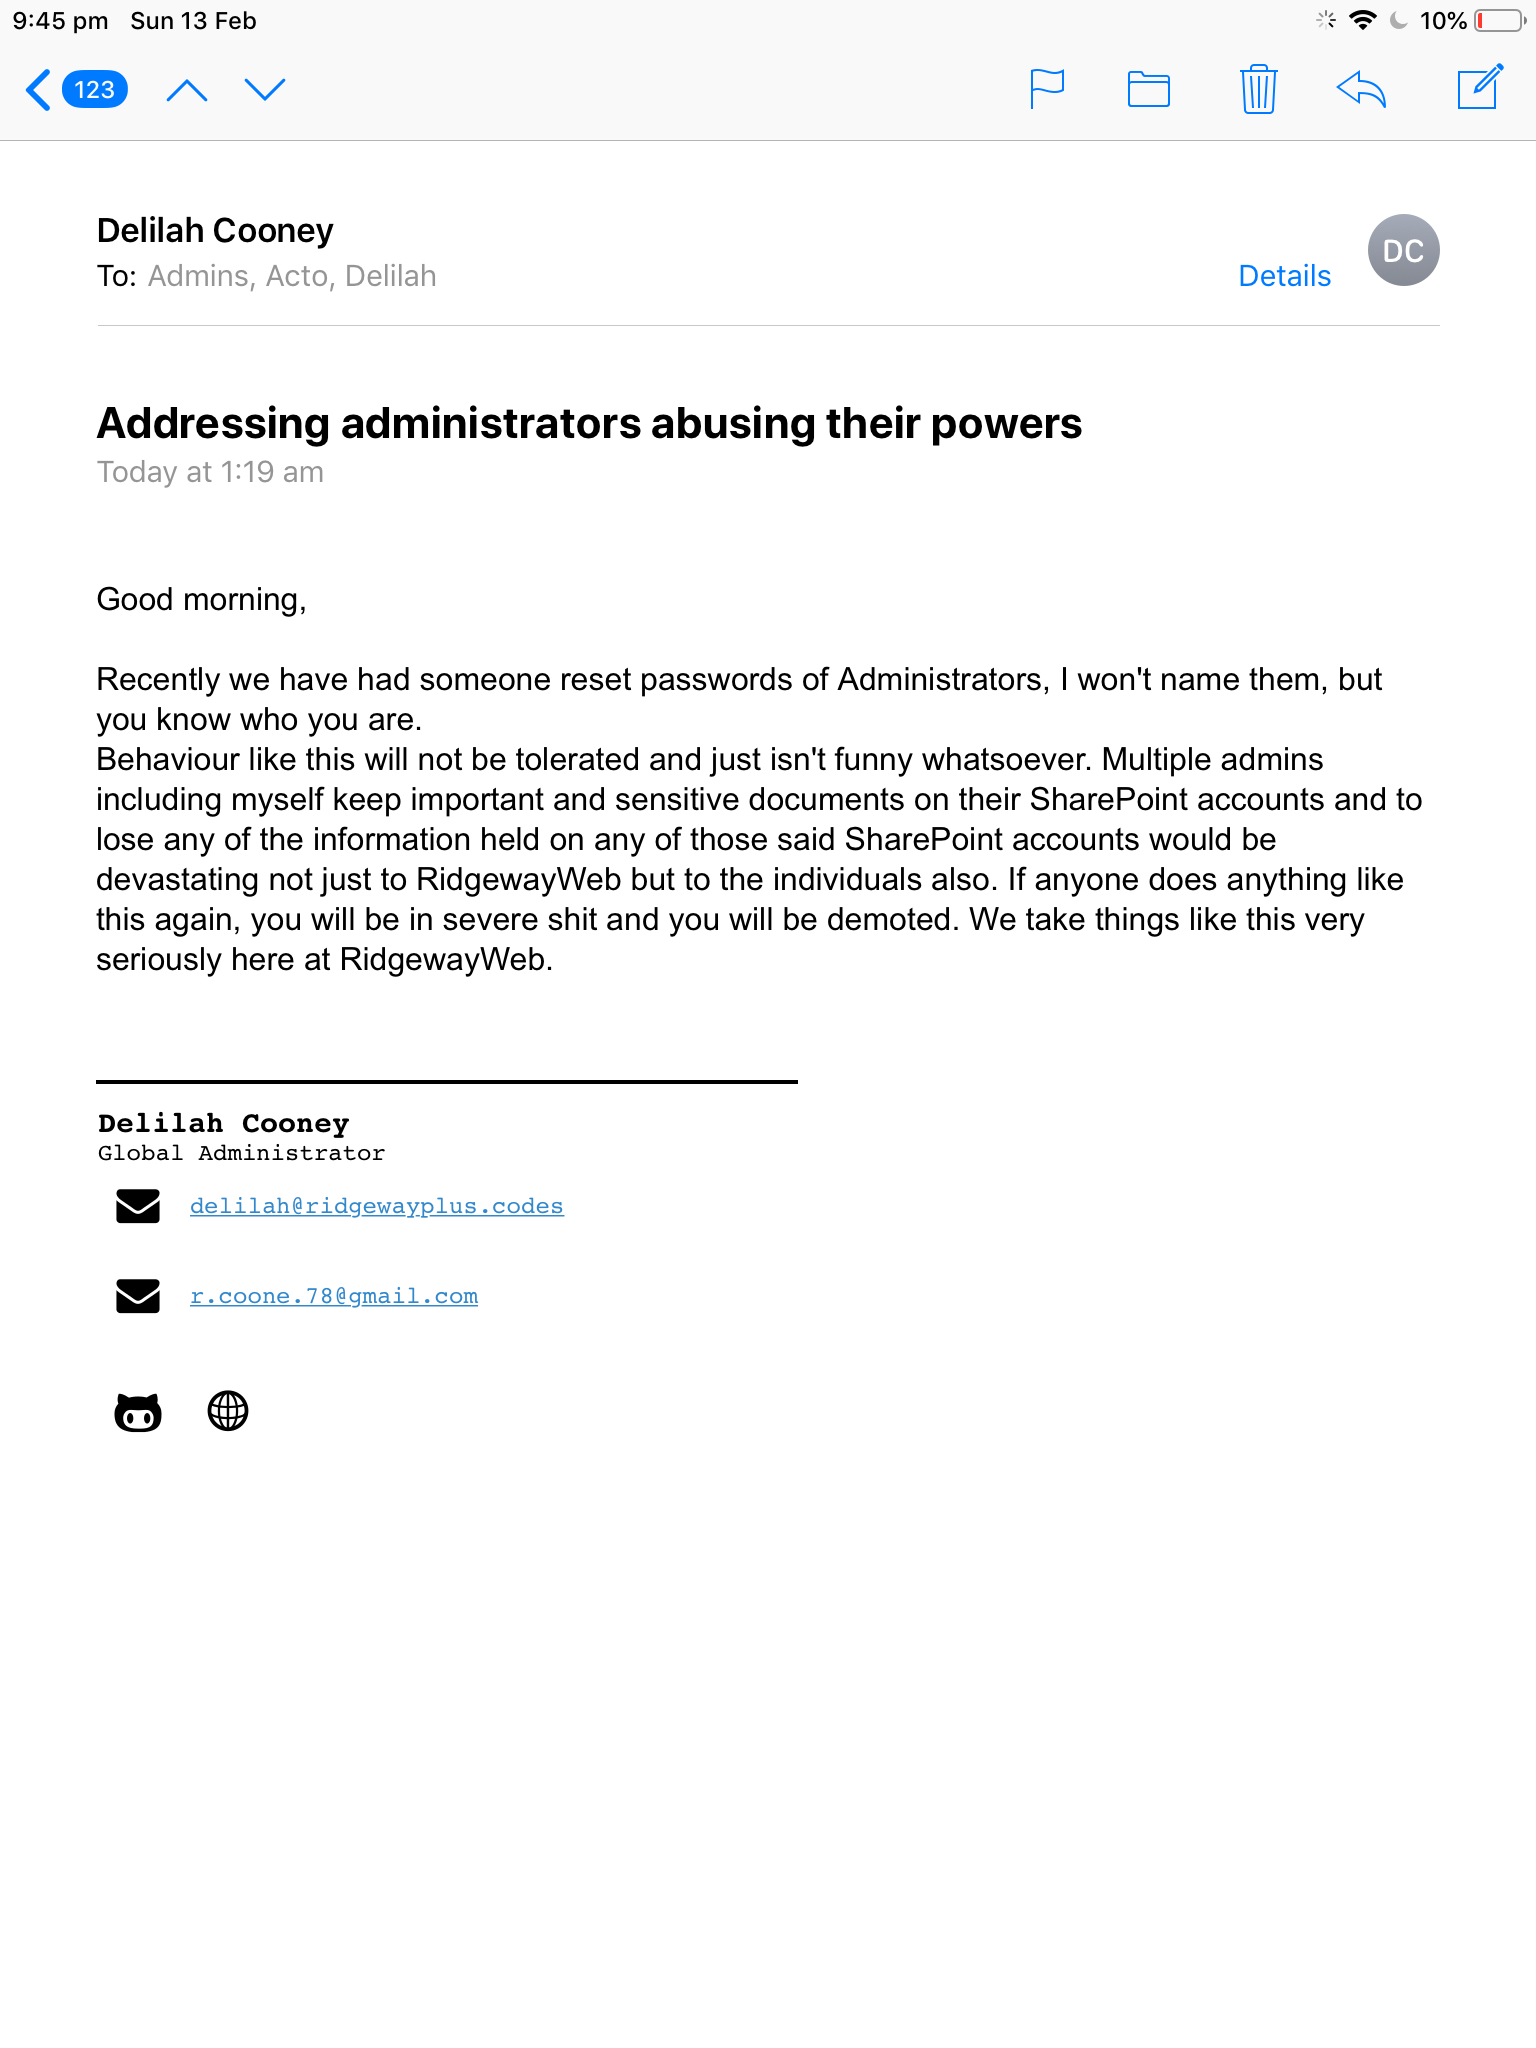 9:45 pm Sun 13 Feb 10%
123
Delilah Cooney
DC
To: Admins, Acto, Delilah Details
Addressing administrators abusing their powers
Today at 1:19 am
Good morning,
Recently we have had someone reset passwords of Administrators, I won't name them, but
you know who you are.
Behaviour like this will not be tolerated and just isn't funny whatsoever. Multiple admins
including myself keep important and sensitive documents on their SharePoint accounts and to
lose any of the information held on any of those said SharePoint accounts would be
devastating not just to RidgewayWeb but to the individuals also. If anyone does anything like
this again, you will be in severe shit and you will be demoted. We take things like this very
seriously here at RidgewayWeb.
Delilah Cooney
Global Administrator
delilah@ridgewayplus.codes
r.coone.78@gmail.com